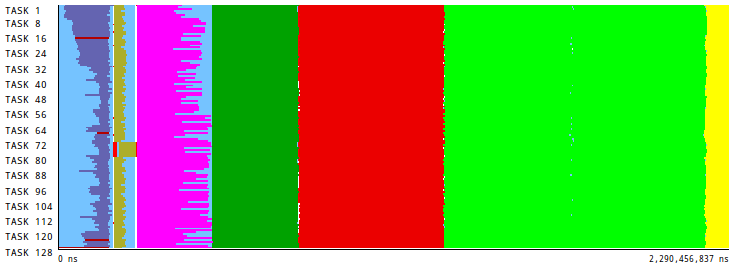 TASK 1
TASK 8
TASK 16
TASK 24
TASK 32
TASK 40
TASK 48
TASK 56
TASK 64
TASK 72
TASK 80
TASK 88
TASK 96
TASK 104
TASK 112
TASK 120
TASK 128
0 ns 2,290,456,837 ns